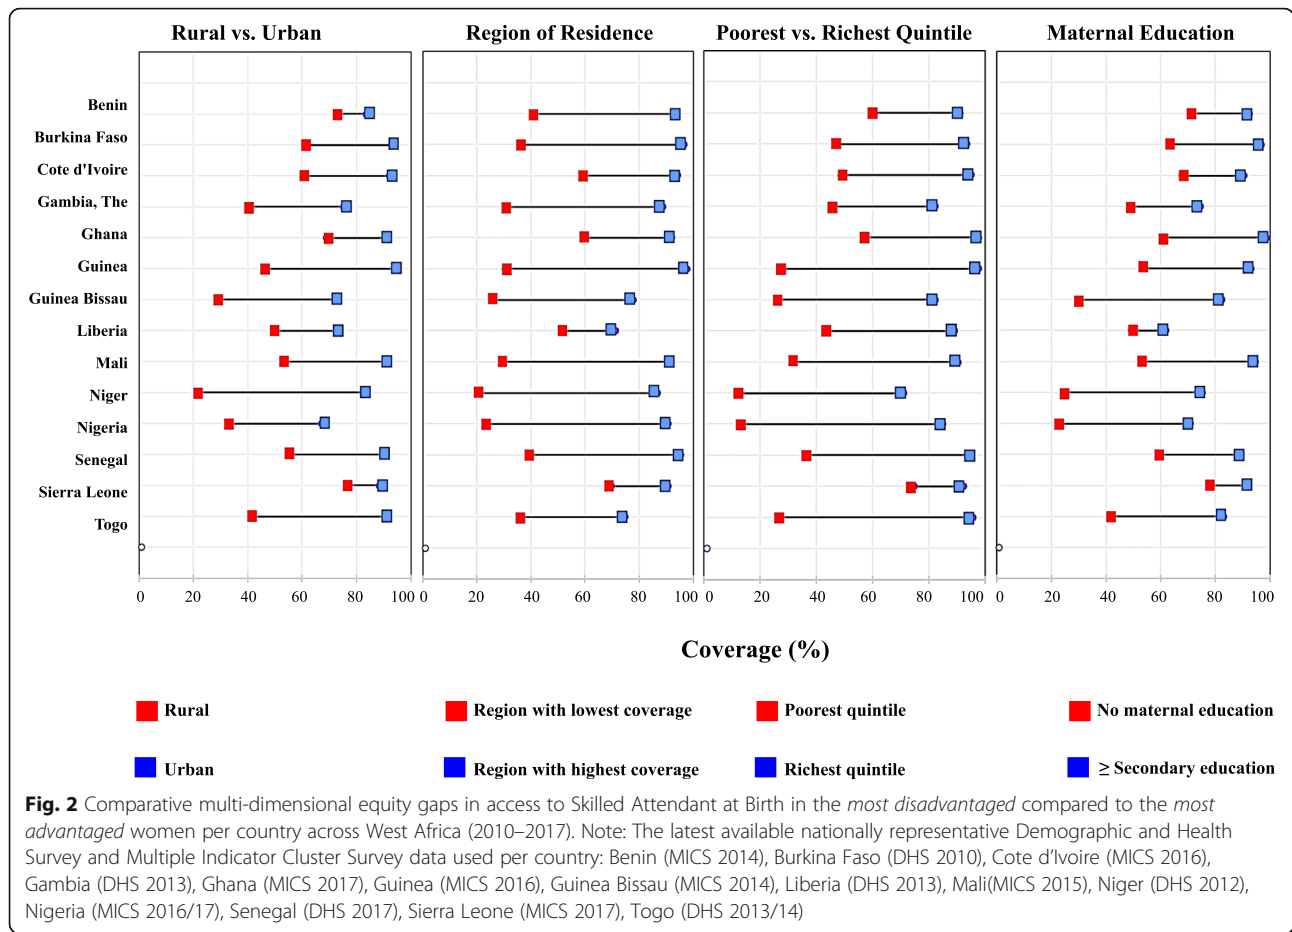 Rural vs. Urban
Region of Residence
Poorest vs. Richest Quintile
Maternal Education
Benin
Burkina Faso
Cote d'Ivoire
Gambia, The
Ghana
Guinea
Guinea Bissau
Liberia
Mali
Niger
Nigeria
Senegal
Sierra Leone
Togo
0 20 40 60 80 100
0 20 40 60 80 100
0 20 40 60 80 100
0 20 40 60 80 100
Coverage (%)
Rural
Region with lowest coverage
Poorest quintile
No maternal education
Urban
Region with highest coverage
Richest quintile
≥ Secondary education
Fig. 2 Comparative multi-dimensional equity gaps in access to Skilled Attendant at Birth in the most disadvantaged compared to the most
advantaged women per country across West Africa (2010–2017). Note: The latest available nationally representative Demographic and Health
Survey and Multiple Indicator Cluster Survey data used per country: Benin (MICS 2014), Burkina Faso (DHS 2010), Cote d’Ivoire (MICS 2016),
Gambia (DHS 2013), Ghana (MICS 2017), Guinea (MICS 2016), Guinea Bissau (MICS 2014), Liberia (DHS 2013), Mali(MICS 2015), Niger (DHS 2012),
Nigeria (MICS 2016/17), Senegal (DHS 2017), Sierra Leone (MICS 2017), Togo (DHS 2013/14)